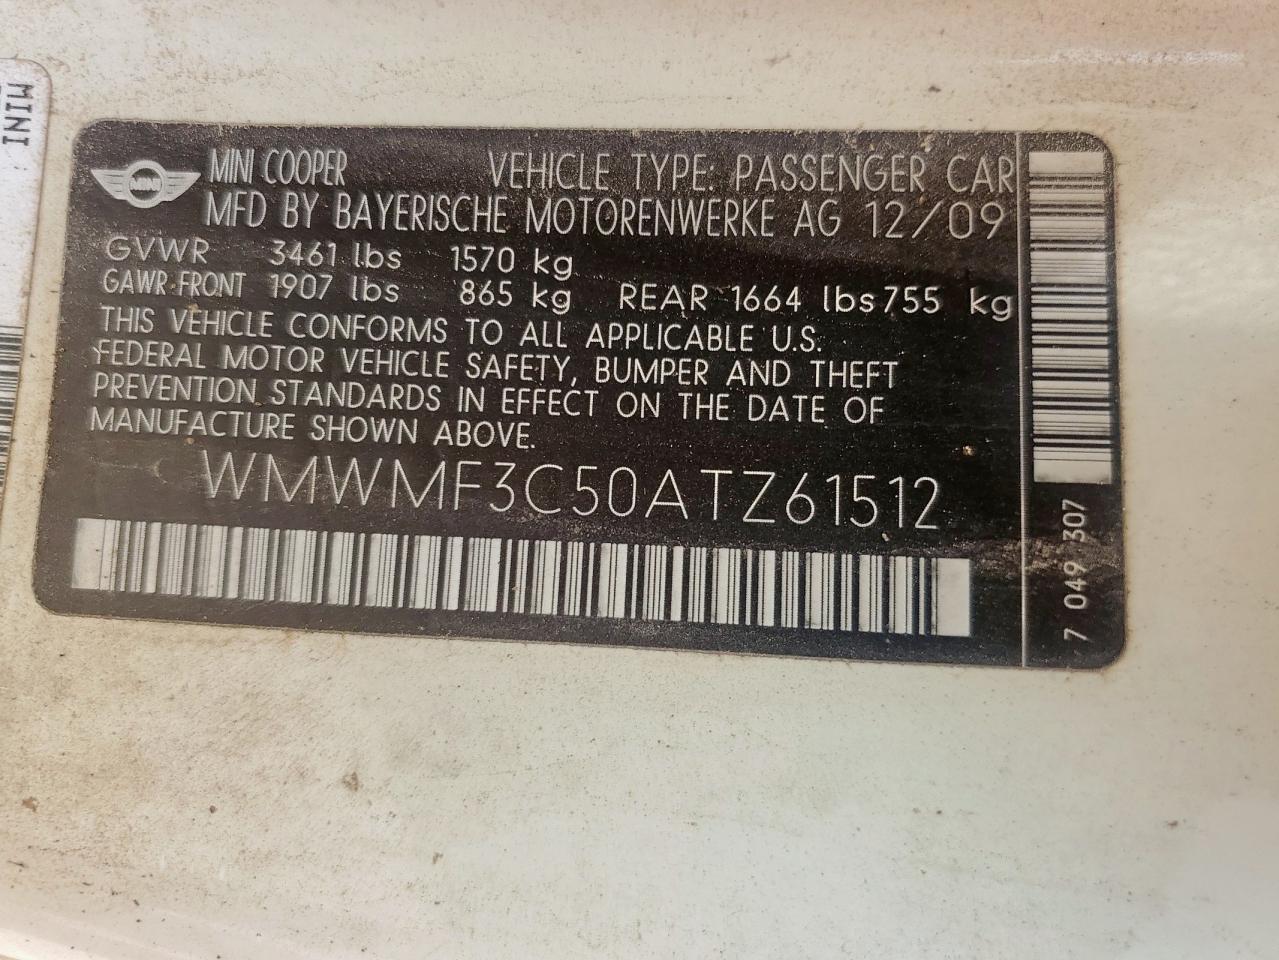 MINI
MINI
MINI COOPER VEHICLE TYPE: PASSENGER CAR
MFD BY BAYERISCHE MOTORENWERKE AG 12/09
GVWR 3461 lbs 1570 kg
GAWR FRONT 1907 lbs 865 kg REAR 1664 lbs 755 kg
THIS VEHICLE CONFORMS TO ALL APPLICABLE U.S.
FEDERAL MOTOR VEHICLE SAFETY, BUMPER AND THEFT
PREVENTION STANDARDS IN EFFECT ON THE DATE OF
MANUFACTURE SHOWN ABOVE.
WMWMF3C50ATZ61512
7 049 307